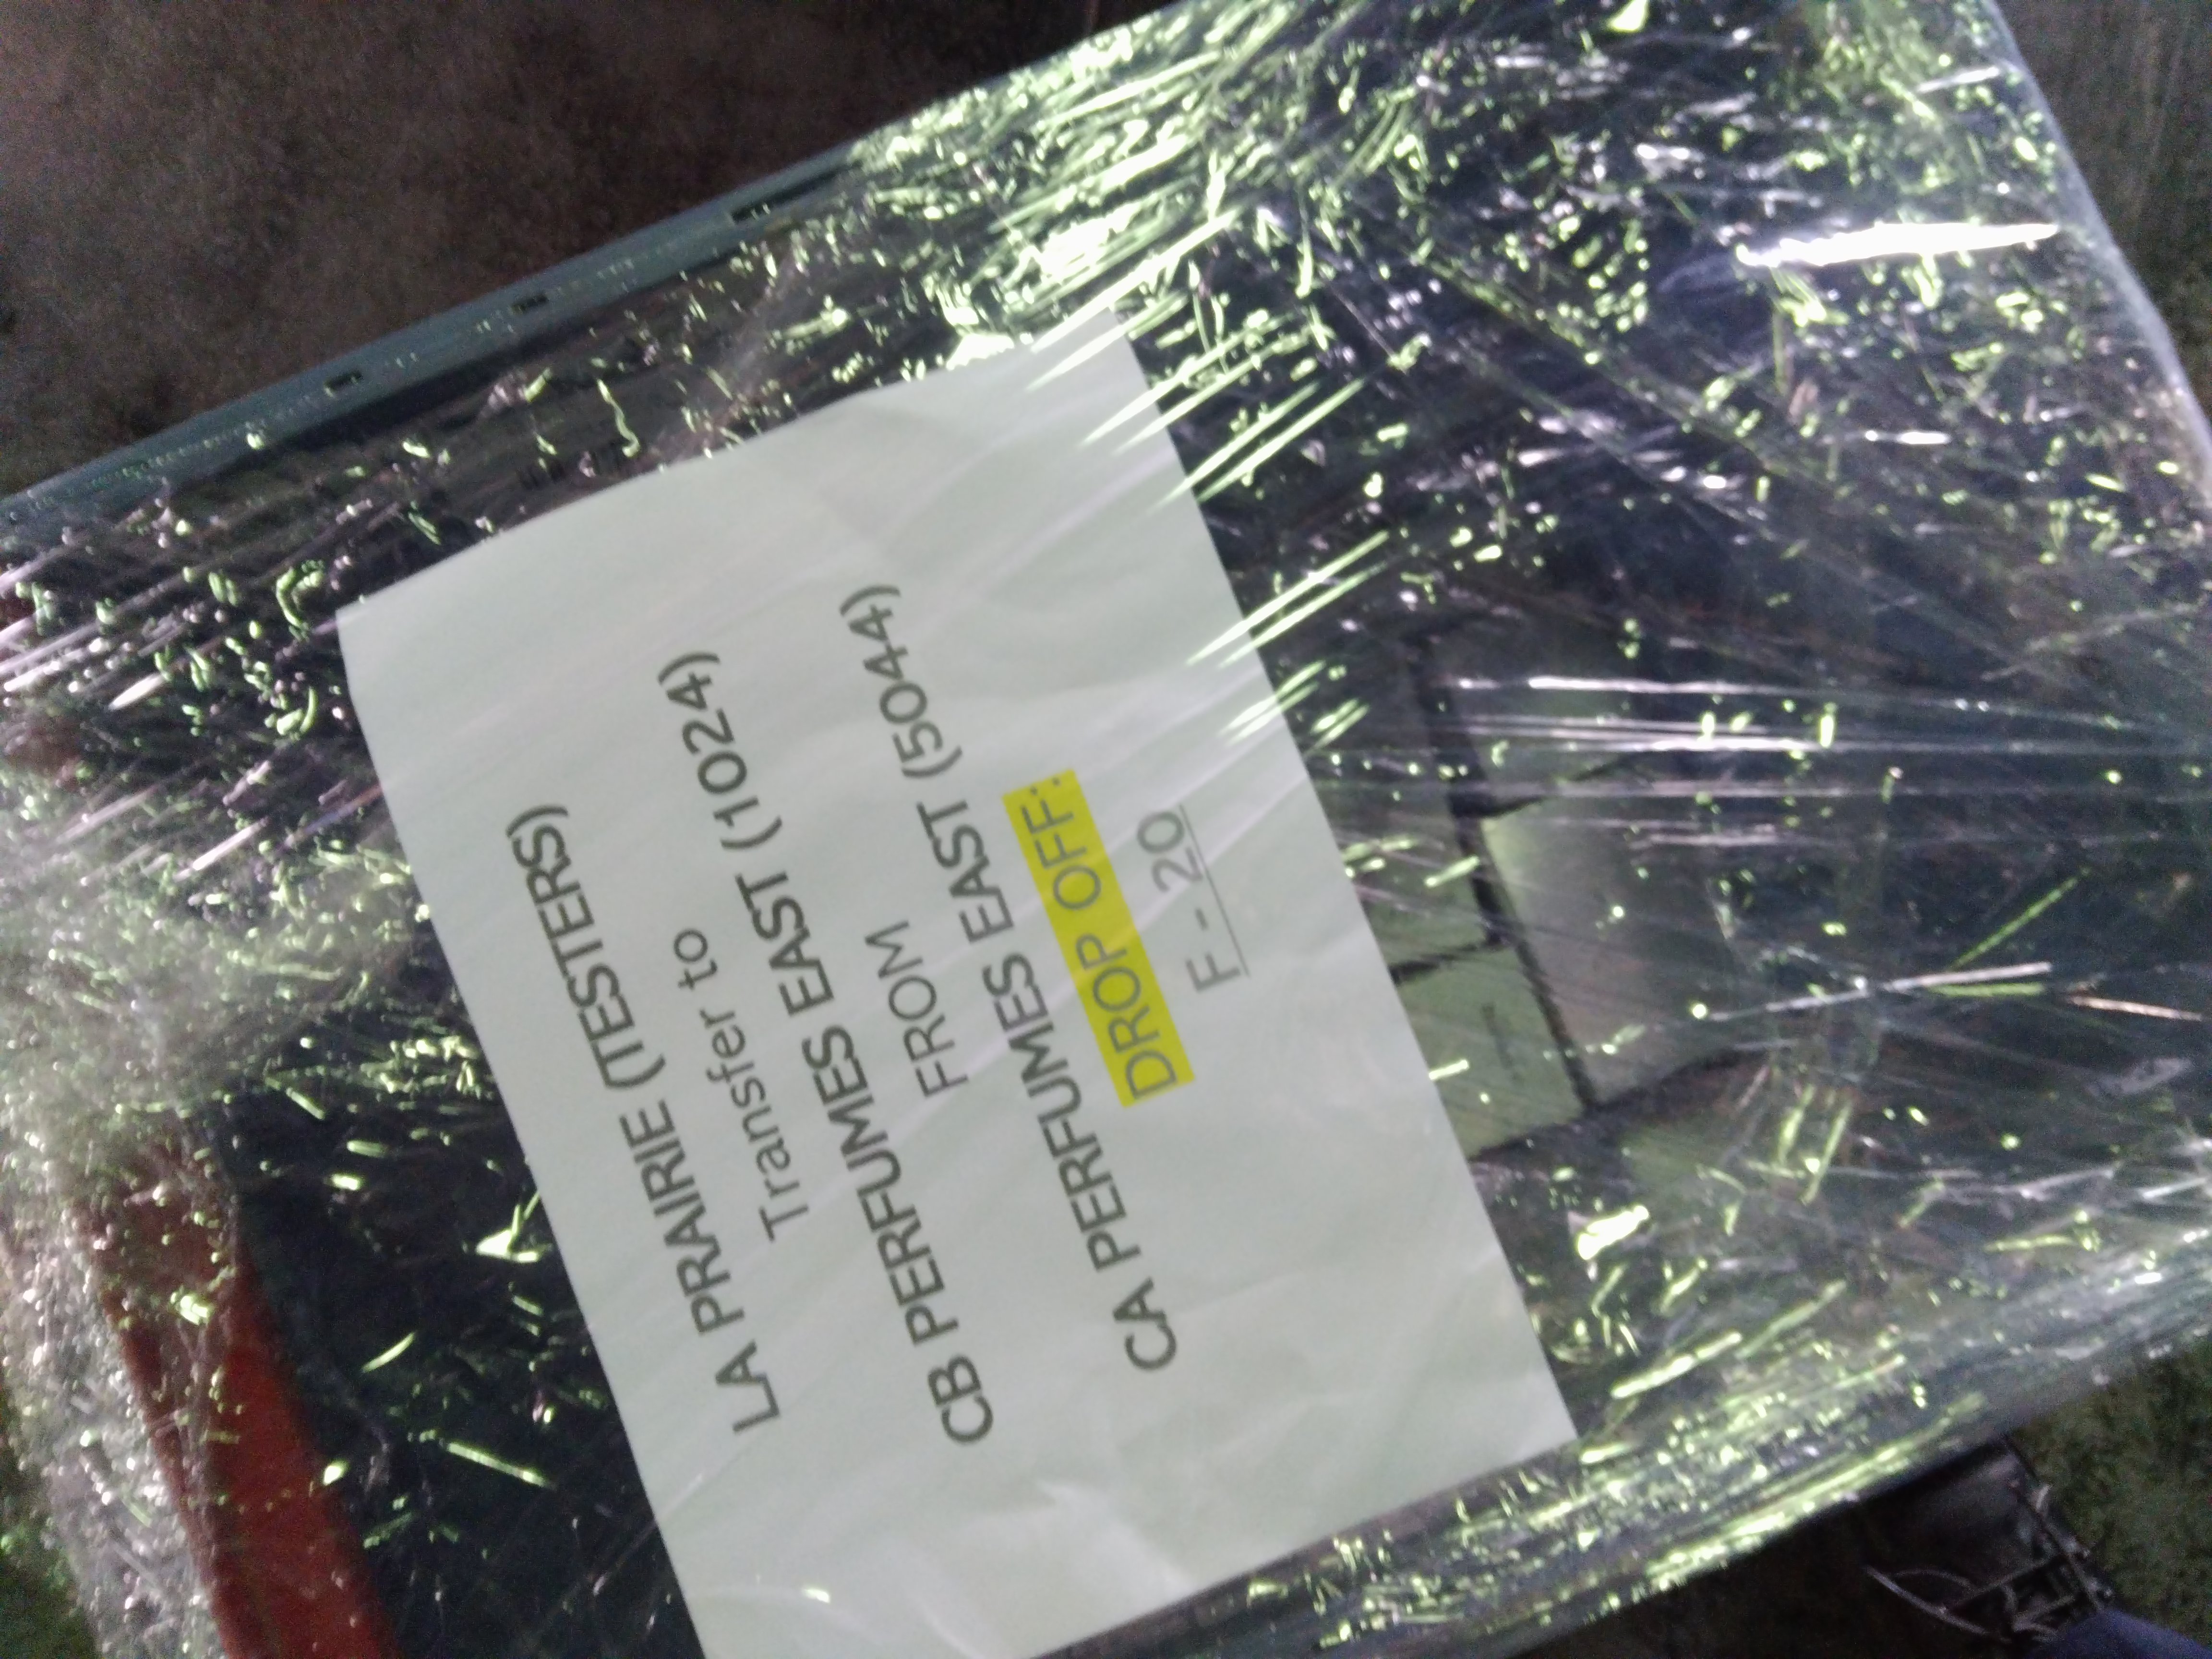 LA PRAIRIE (TESTERS)
Transfer to
CB PERFUMES EAST (1024)
FROM
CA PERFUMES EAST (5044)
DROP OFF:
F - 20